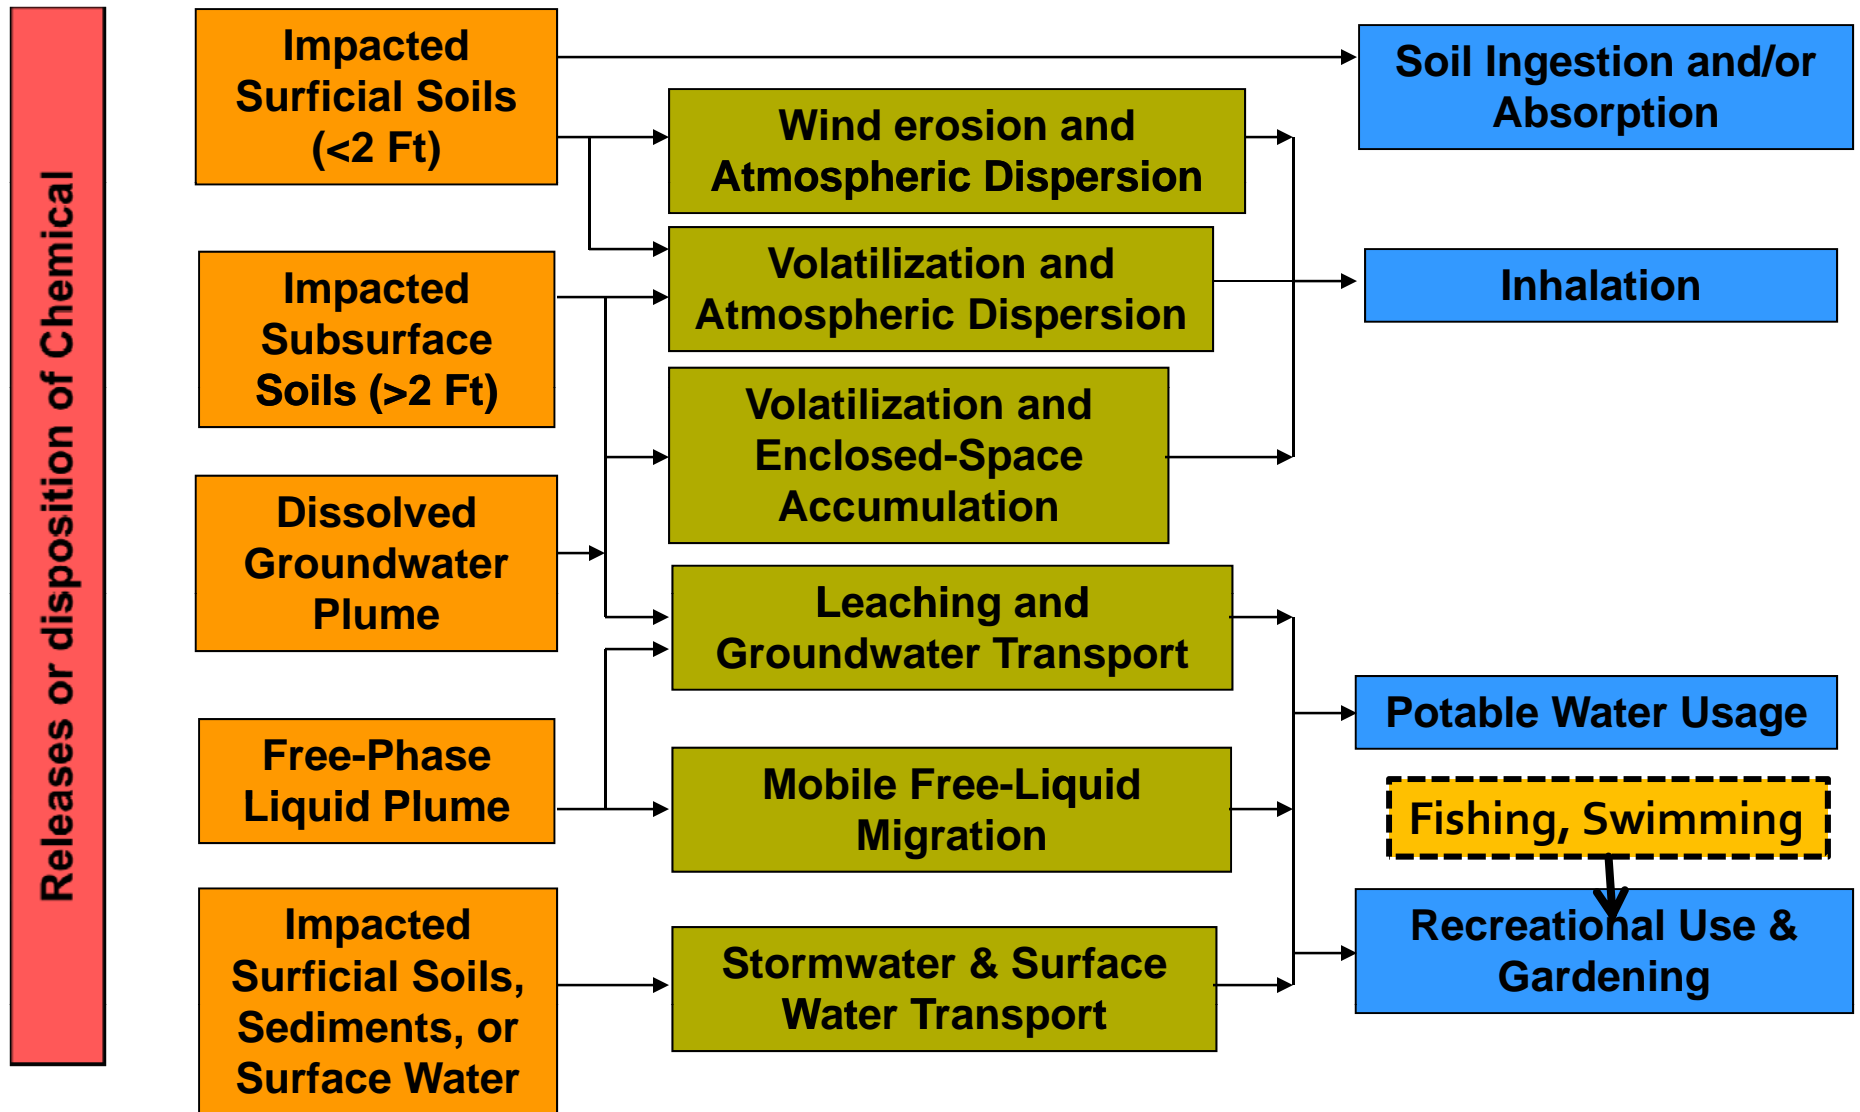 Releases or disposition of Chemical
Impacted
Surficial Soils
(<2 Ft)
Impacted
Subsurface
Soils (>2 Ft)
Dissolved
Groundwater
Plume
Free-Phase
Liquid Plume
Impacted
Surficial Soils,
Sediments, or
Surface Water
Wind erosion and
Atmospheric Dispersion
Volatilization and
Atmospheric Dispersion
Volatilization and
Enclosed-Space
Accumulation
Leaching and
Groundwater Transport
Mobile Free-Liquid
Migration
Stormwater & Surface
Water Transport
Soil Ingestion and/or
Absorption
Inhalation
Potable Water Usage
Fishing, Swimming
Recreational Use &
Gardening